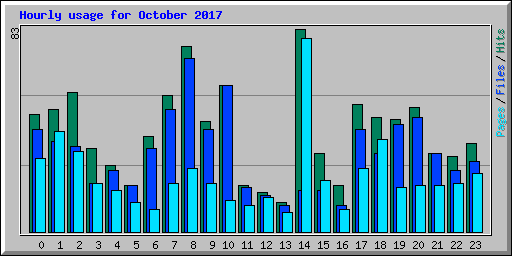 Hourly usage for October 2017
83
Pages/Files/Hits
0 1 2 3 4 5 6 7 8 9 10 11 12 13 14 15 16 17 18 19 20 21 22 23